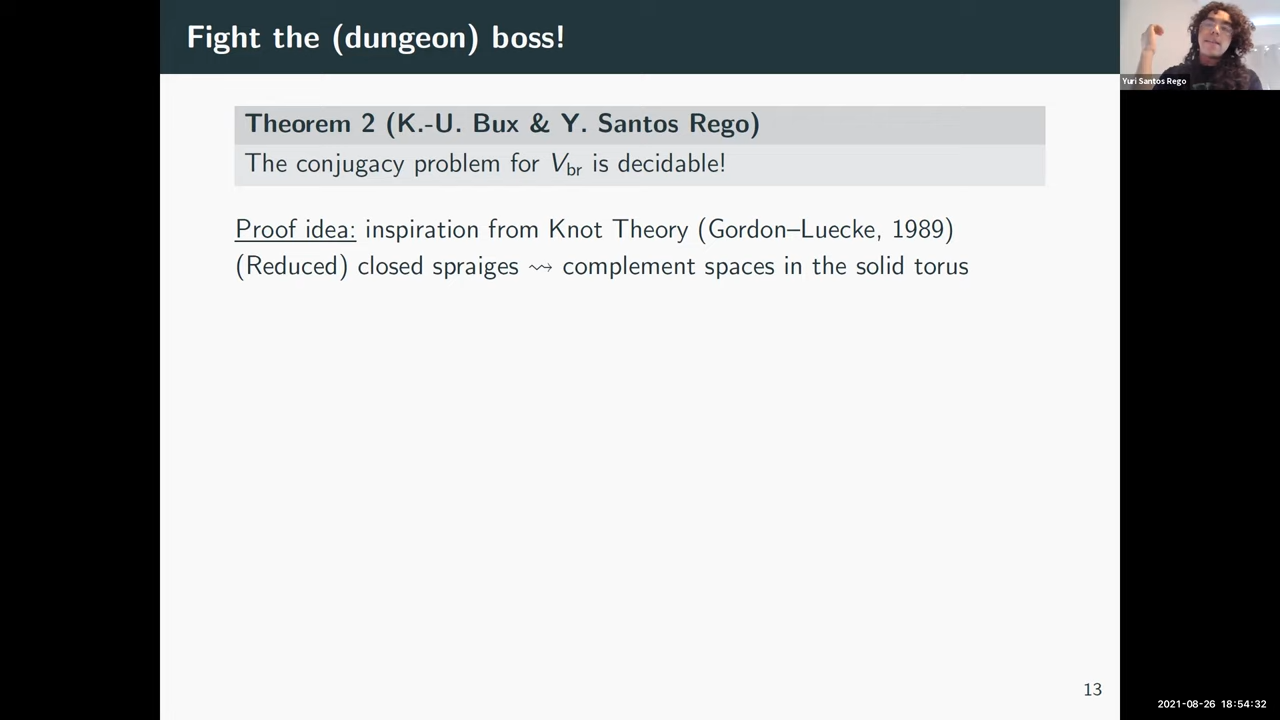 Fight the (dungeon) boss!
Yuri Santos Rego
Theorem 2 (K.-U. Bux & Y. Santos Rego)
The conjugacy problem for V_br is decidable!
Proof idea: inspiration from Knot Theory (Gordon–Luecke, 1989)
(Reduced) closed spraiges ⇝ complement spaces in the solid torus
13
2021-08-26 18:54:32